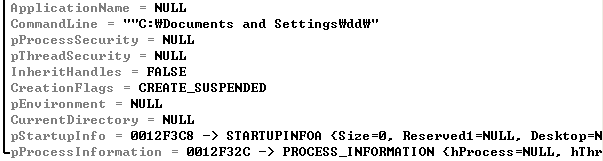 ApplicationName = NULL
CommandLine = ""C:₩Documents and Settings₩dd₩"
pProcessSecurity = NULL
pThreadSecurity = NULL
InheritHandles = FALSE
CreationFlags = CREATE_SUSPENDED
pEnvironment = NULL
CurrentDirectory = NULL
pStartupInfo = 0012F3C8 -> STARTUPINFOA {Size=0, Reserved1=NULL, Desktop=N
pProcessInformation = 0012F32C -> PROCESS_INFORMATION {hProcess=NULL, hThr